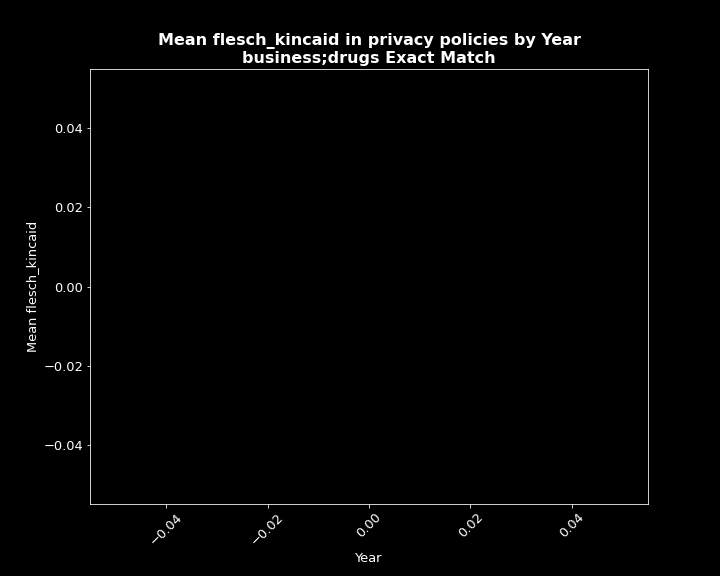 Mean flesch_kincaid in privacy policies by Year
business;drugs Exact Match
0.04
0.02
0.00
−0.02
−0.04
Mean flesch_kincaid
−0.04
−0.02
0.00
0.02
0.04
Year